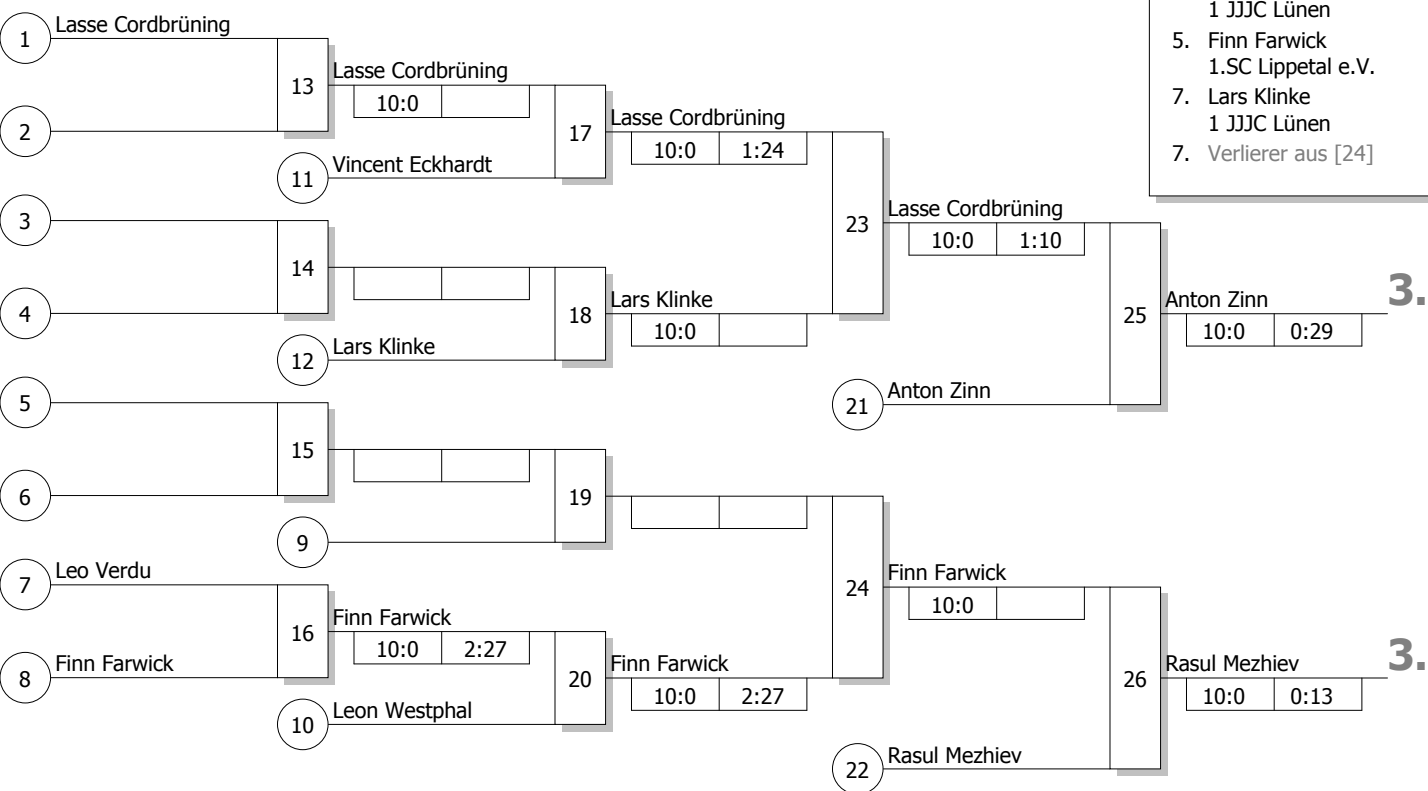 1 JJJC Lünen
5. Finn Farwick
1.SC Lippetal e.V.
7. Lars Klinke
1 JJJC Lünen
7. Verlierer aus [24]
1 Lasse Cordbrüning
13 Lasse Cordbrüning
10:0
2
17 Lasse Cordbrüning
10:0 1:24
11 Vincent Eckhardt
3
23 Lasse Cordbrüning
10:0 1:10
14
4
18 Lars Klinke
10:0
12 Lars Klinke
25 Anton Zinn 3.
10:0 0:29
5
21 Anton Zinn
15
6
19
9
7 Leo Verdu
24 Finn Farwick
10:0
16 Finn Farwick
10:0 2:27
8 Finn Farwick
20 Finn Farwick
10:0 2:27
10 Leon Westphal
26 Rasul Mezhiev 3.
10:0 0:13
22 Rasul Mezhiev